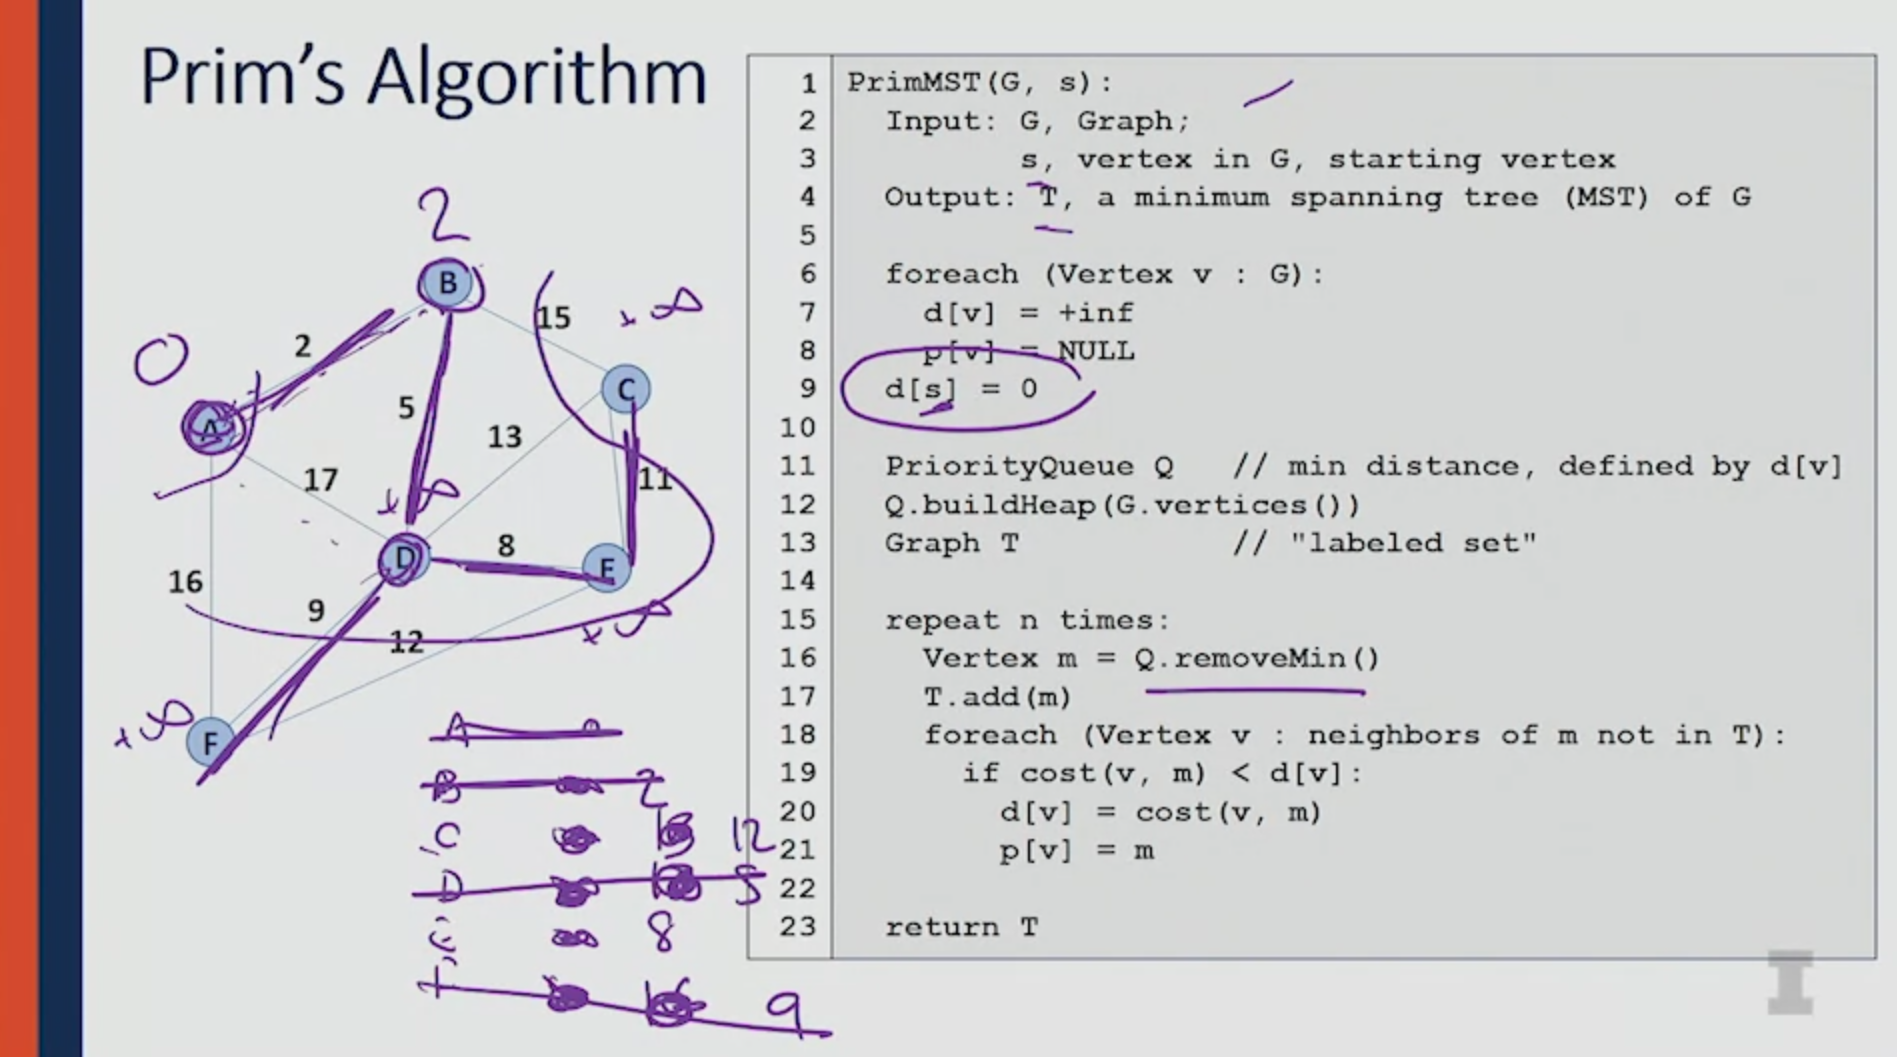 Prim's Algorithm
1 PrimMST(G, s):
2 Input: G, Graph;
3 s, vertex in G, starting vertex
4 Output: T, a minimum spanning tree (MST) of G
5
6 foreach (Vertex v : G):
7 d[v] = +inf
8 p[v] = NULL
9 d[s] = 0
10
11 PriorityQueue Q // min distance, defined by d[v]
12 Q.buildHeap(G.vertices())
13 Graph T // "labeled set"
14
15 repeat n times:
16 Vertex m = Q.removeMin()
17 T.add(m)
18 foreach (Vertex v : neighbors of m not in T):
19 if cost(v, m) < d[v]:
20 d[v] = cost(v, m)
21 p[v] = m
22
23 return T
2
B
15
+∞
2
0
C
A
5
13
17
11
+∞
D
8
E
16
9
12
+∞
+∞
F
A 0
B 2
C 12
D 5
E 8
F 16 9
I